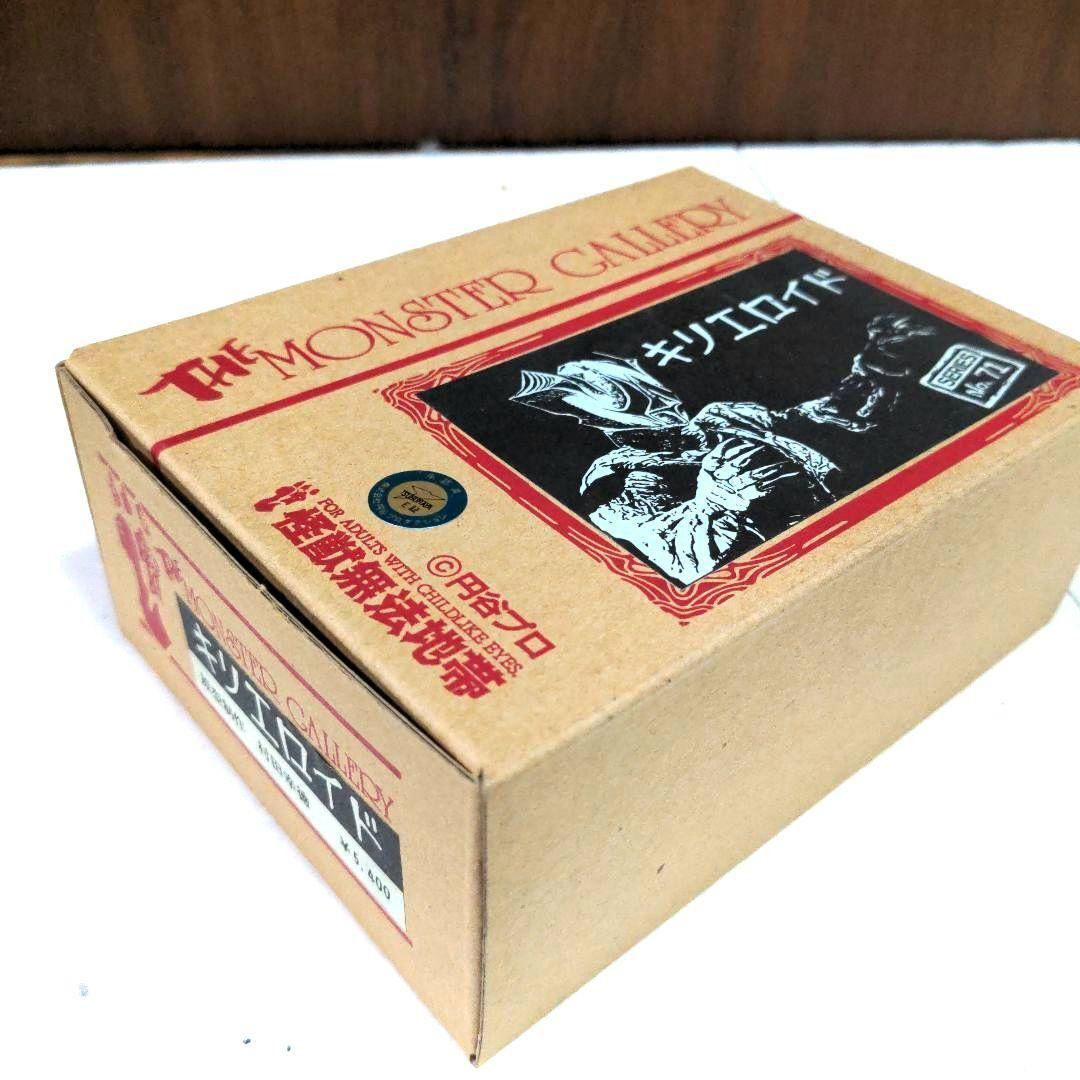 THE MONSTER GALLERY
キリエロイド
SERIES
No.71
©円谷プロ
FOR ADULTS WITH CHILDLIKE EYES.
怪獣無法地帯
THE MONSTER GALLERY
キリエロイド
¥5,400